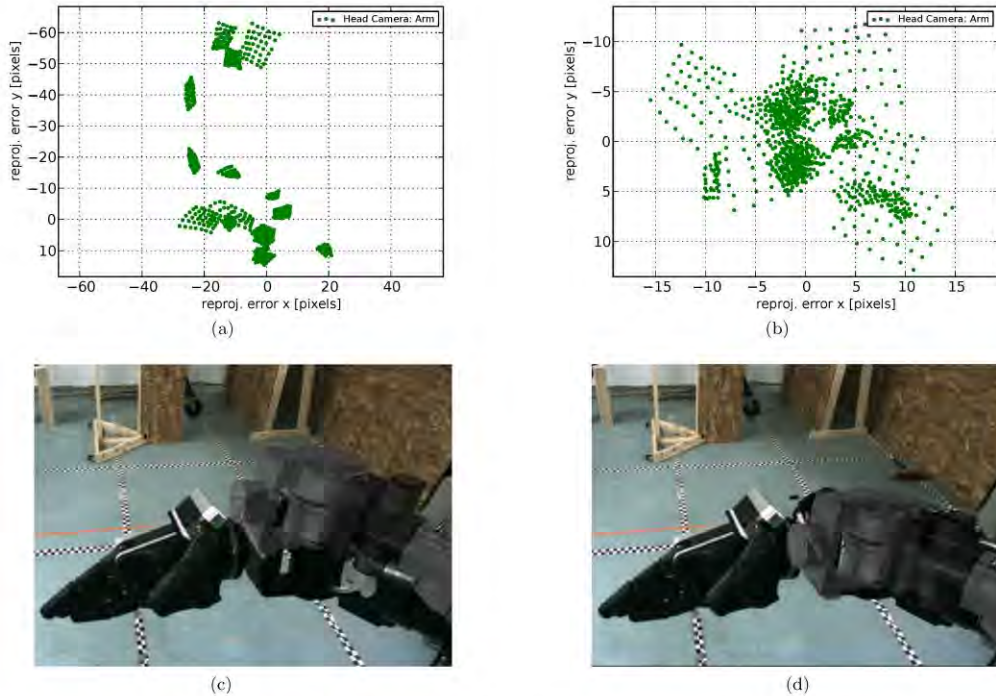 Head Camera: Arm
−60
−50
−40
−30
−20
−10
0
10
reproj. error y [pixels]
−60
−40
−20
0
20
40
reproj. error x [pixels]
(a)
Head Camera: Arm
−10
−5
0
5
10
reproj. error y [pixels]
−15
−10
−5
0
5
10
15
reproj. error x [pixels]
(b)
(c)
(d)